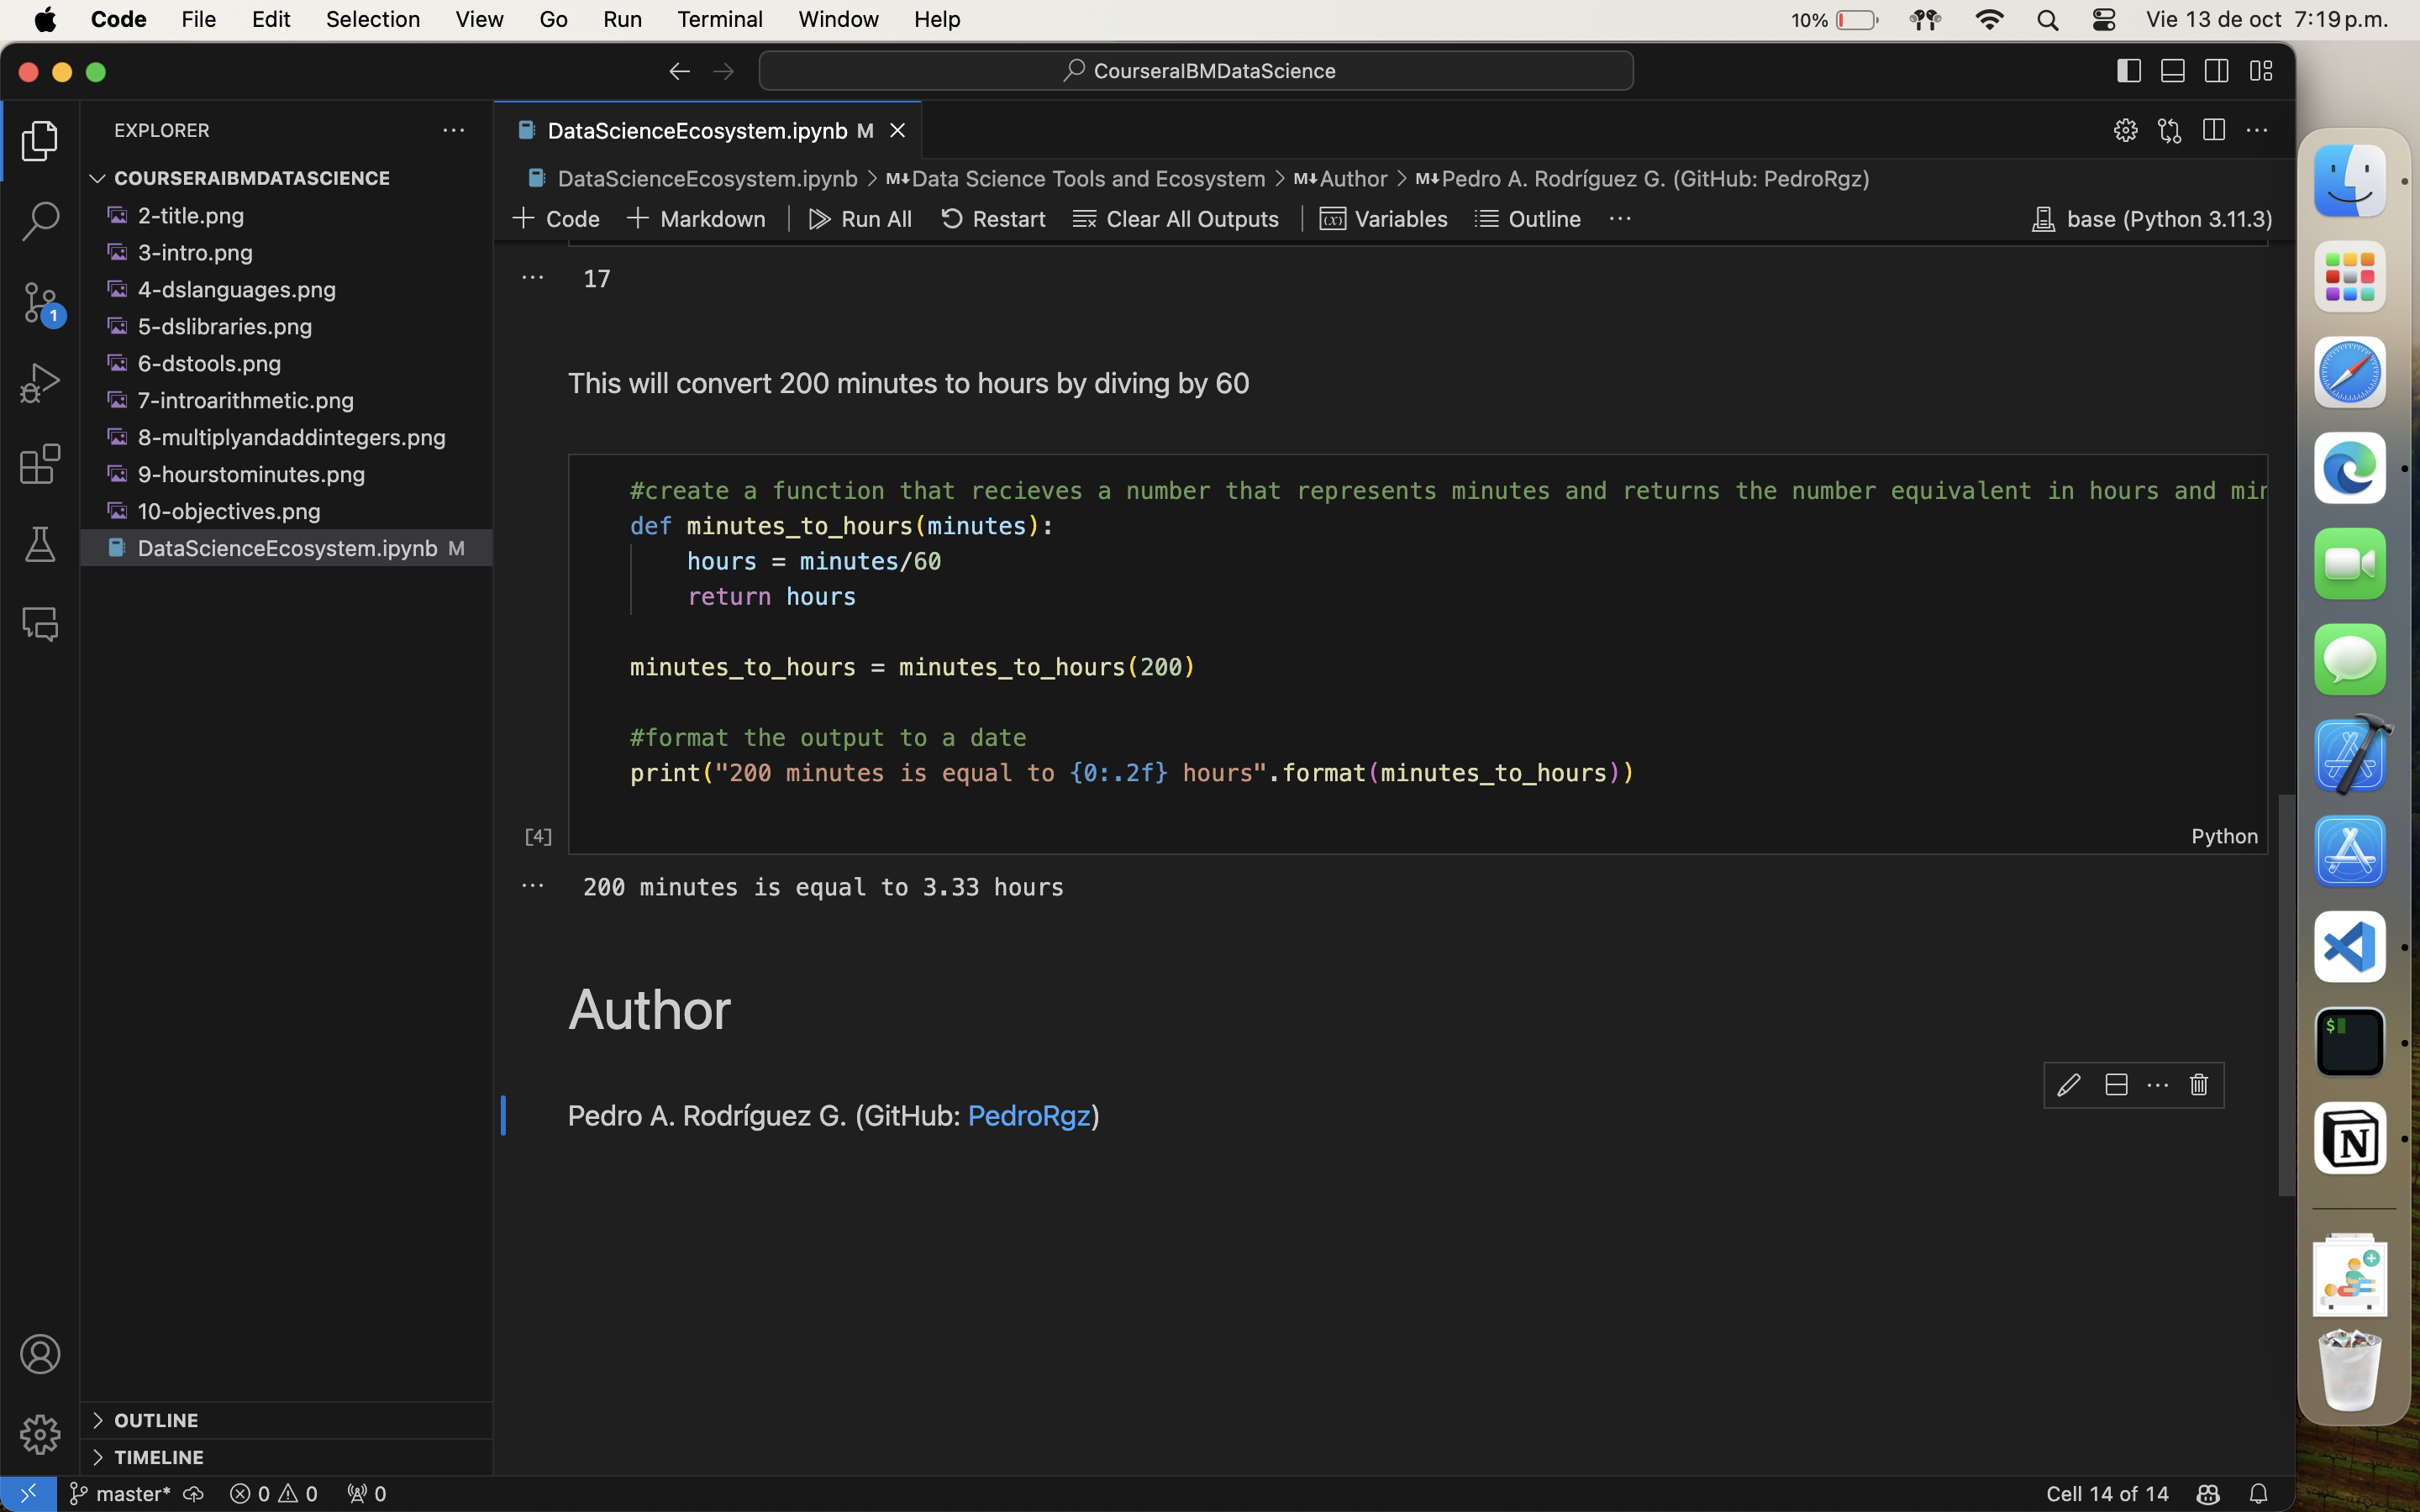 Code File Edit Selection View Go Run Terminal Window Help 10% Vie 13 de oct 7:19 p.m.
CourseraIBMDataScience
EXPLORER
COURSERAIBMDATASCIENCE
2-title.png
3-intro.png
4-dslanguages.png
5-dslibraries.png
6-dstools.png
7-introarithmetic.png
8-multiplyandaddintegers.png
9-hourstominutes.png
10-objectives.png
DataScienceEcosystem.ipynb M
OUTLINE
TIMELINE
1
DataScienceEcosystem.ipynb M
DataScienceEcosystem.ipynb > M↓Data Science Tools and Ecosystem > M↓Author > M↓Pedro A. Rodríguez G. (GitHub: PedroRgz)
Code Markdown Run All Restart Clear All Outputs Variables Outline ... base (Python 3.11.3)
... 17
This will convert 200 minutes to hours by diving by 60
#create a function that recieves a number that represents minutes and returns the number equivalent in hours and min
def minutes_to_hours(minutes):
hours = minutes/60
return hours
minutes_to_hours = minutes_to_hours(200)
#format the output to a date
print("200 minutes is equal to {0:.2f} hours".format(minutes_to_hours))
[4] Python
... 200 minutes is equal to 3.33 hours
Author
Pedro A. Rodríguez G. (GitHub: PedroRgz)
$
N
master* 0 0 0 Cell 14 of 14